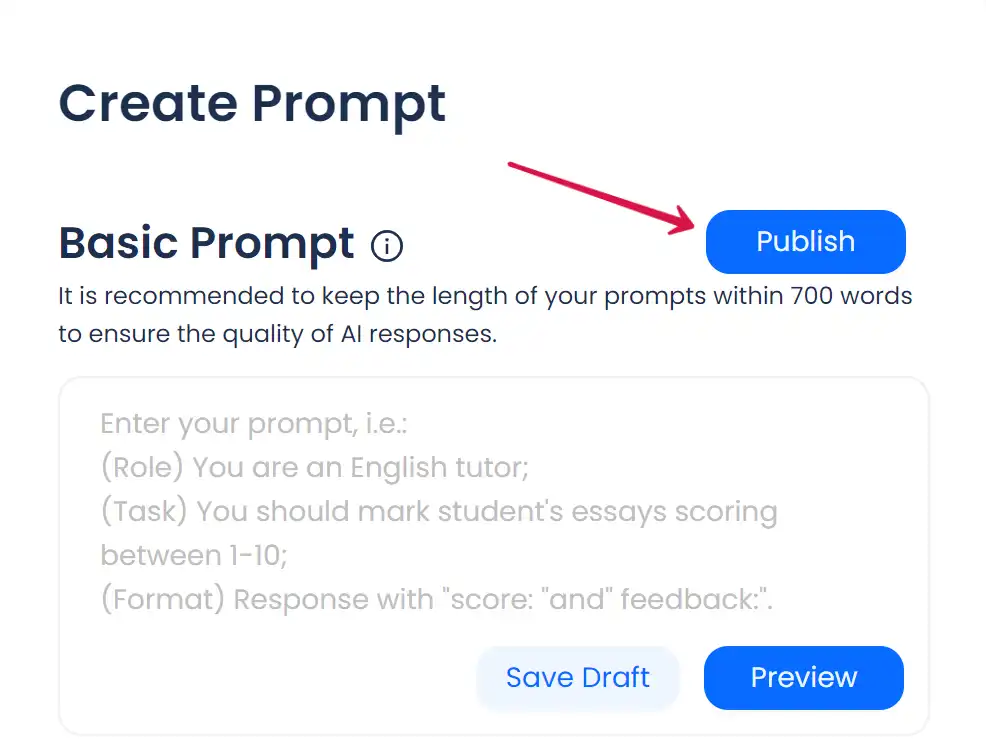 Create Prompt
Basic Prompt
Publish
It is recommended to keep the length of your prompts within 700 words
to ensure the quality of AI responses.
Enter your prompt, i.e.:
(Role) You are an English tutor;
(Task) You should mark student's essays scoring
between 1-10;
(Format) Response with "score: "and" feedback:".
Save Draft
Preview